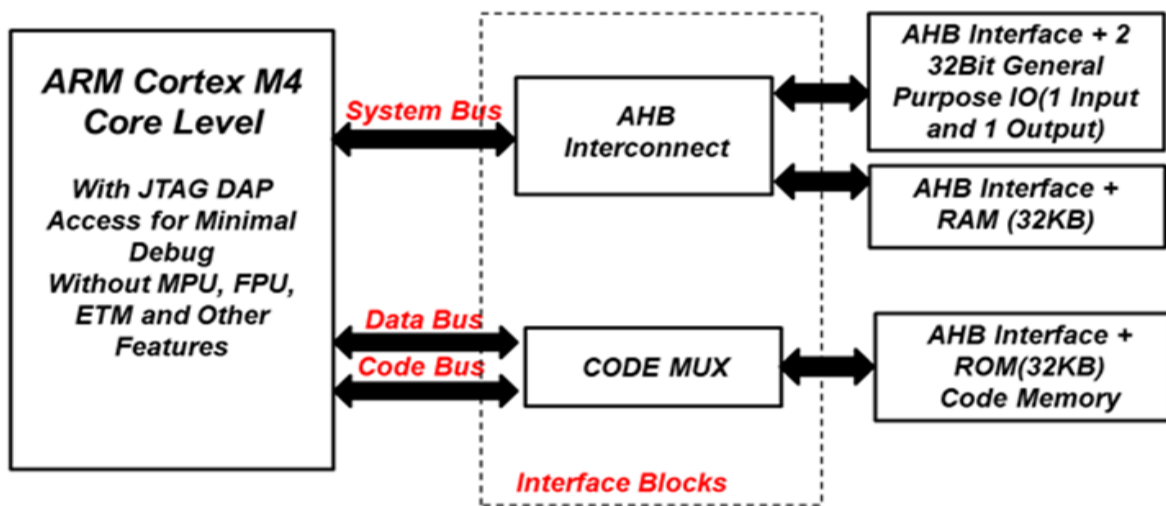 ARM Cortex M4
Core Level
With JTAG DAP
Access for Minimal
Debug
Without MPU, FPU,
ETM and Other
Features
System Bus
Data Bus
Code Bus
AHB
Interconnect
CODE MUX
Interface Blocks
AHB Interface + 2
32Bit General
Purpose IO(1 Input
and 1 Output)
AHB Interface +
RAM (32KB)
AHB Interface +
ROM(32KB)
Code Memory